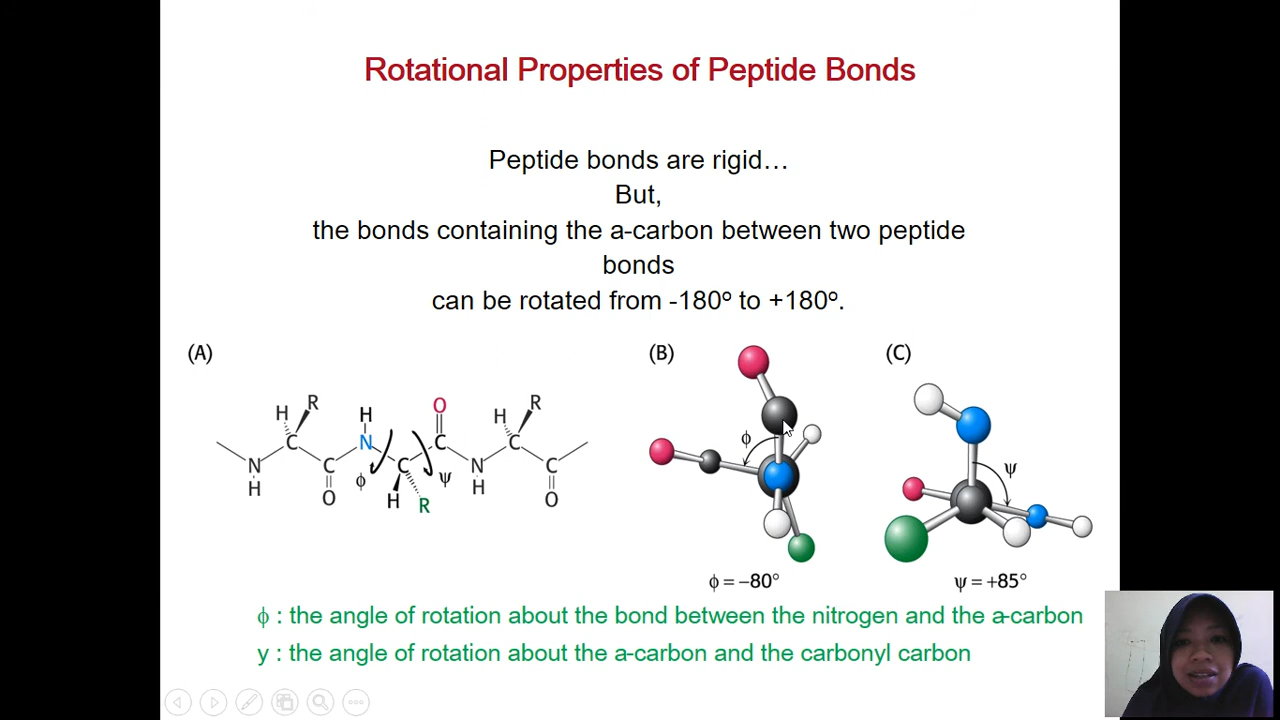 Rotational Properties of Peptide Bonds
Peptide bonds are rigid…
But,
the bonds containing the a-carbon between two peptide
bonds
can be rotated from -180º to +180º.
(A)
(B)
(C)
H R
H
O
H R
N
C
C
N
C
C
N
C
C
H
O
ϕ
H
R
ψ
H
O
ϕ
ψ
ϕ = −80°
ψ = +85°
ϕ : the angle of rotation about the bond between the nitrogen and the a-carbon
y : the angle of rotation about the a-carbon and the carbonyl carbon